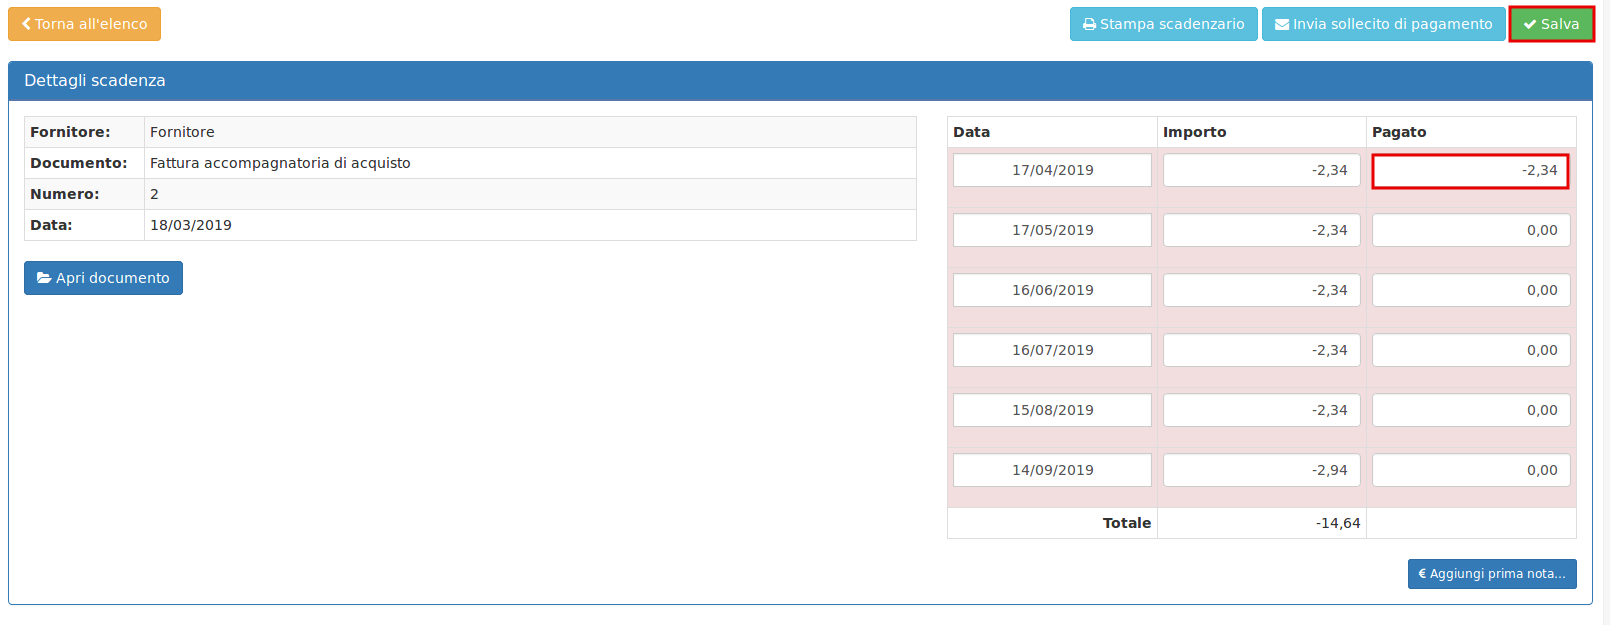 Torna all'elenco
Stampa scadenzario
Invia sollecito di pagamento
Salva
Dettagli scadenza
Fornitore: Fornitore
Documento: Fattura accompagnatoria di acquisto
Numero: 2
Data: 18/03/2019
Apri documento
Data Importo Pagato
17/04/2019 -2,34 -2,34
17/05/2019 -2,34 0,00
16/06/2019 -2,34 0,00
16/07/2019 -2,34 0,00
15/08/2019 -2,34 0,00
14/09/2019 -2,94 0,00
Totale -14,64
€ Aggiungi prima nota...